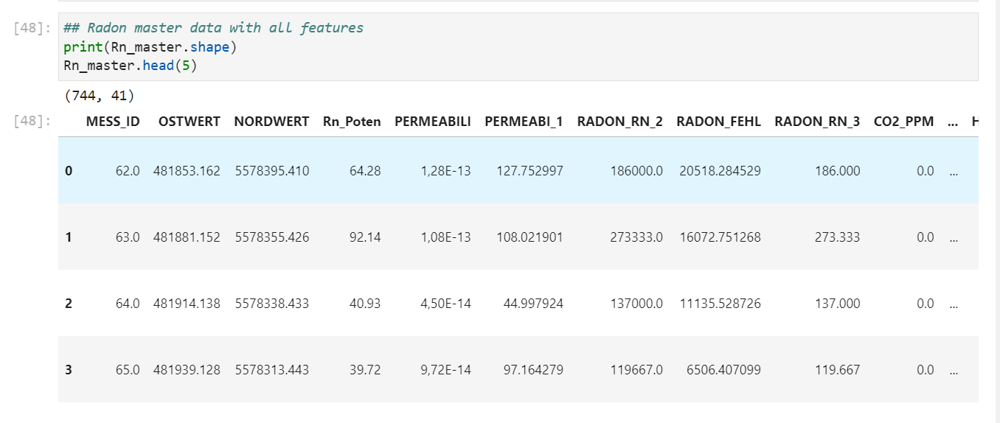 [48]: ## Radon master data with all features
print(Rn_master.shape)
Rn_master.head(5)
(744, 41)
[48]: MESS_ID OSTWERT NORDWERT Rn_Poten PERMEABILI PERMEABI_1 RADON_RN_2 RADON_FEHL RADON_RN_3 CO2_PPM ... H
0 62.0 481853.162 5578395.410 64.28 1,28E-13 127.752997 186000.0 20518.284529 186.000 0.0 ...
1 63.0 481881.152 5578355.426 92.14 1,08E-13 108.021901 273333.0 16072.751268 273.333 0.0 ...
2 64.0 481914.138 5578338.433 40.93 4,50E-14 44.997924 137000.0 11135.528726 137.000 0.0 ...
3 65.0 481939.128 5578313.443 39.72 9,72E-14 97.164279 119667.0 6506.407099 119.667 0.0 ...